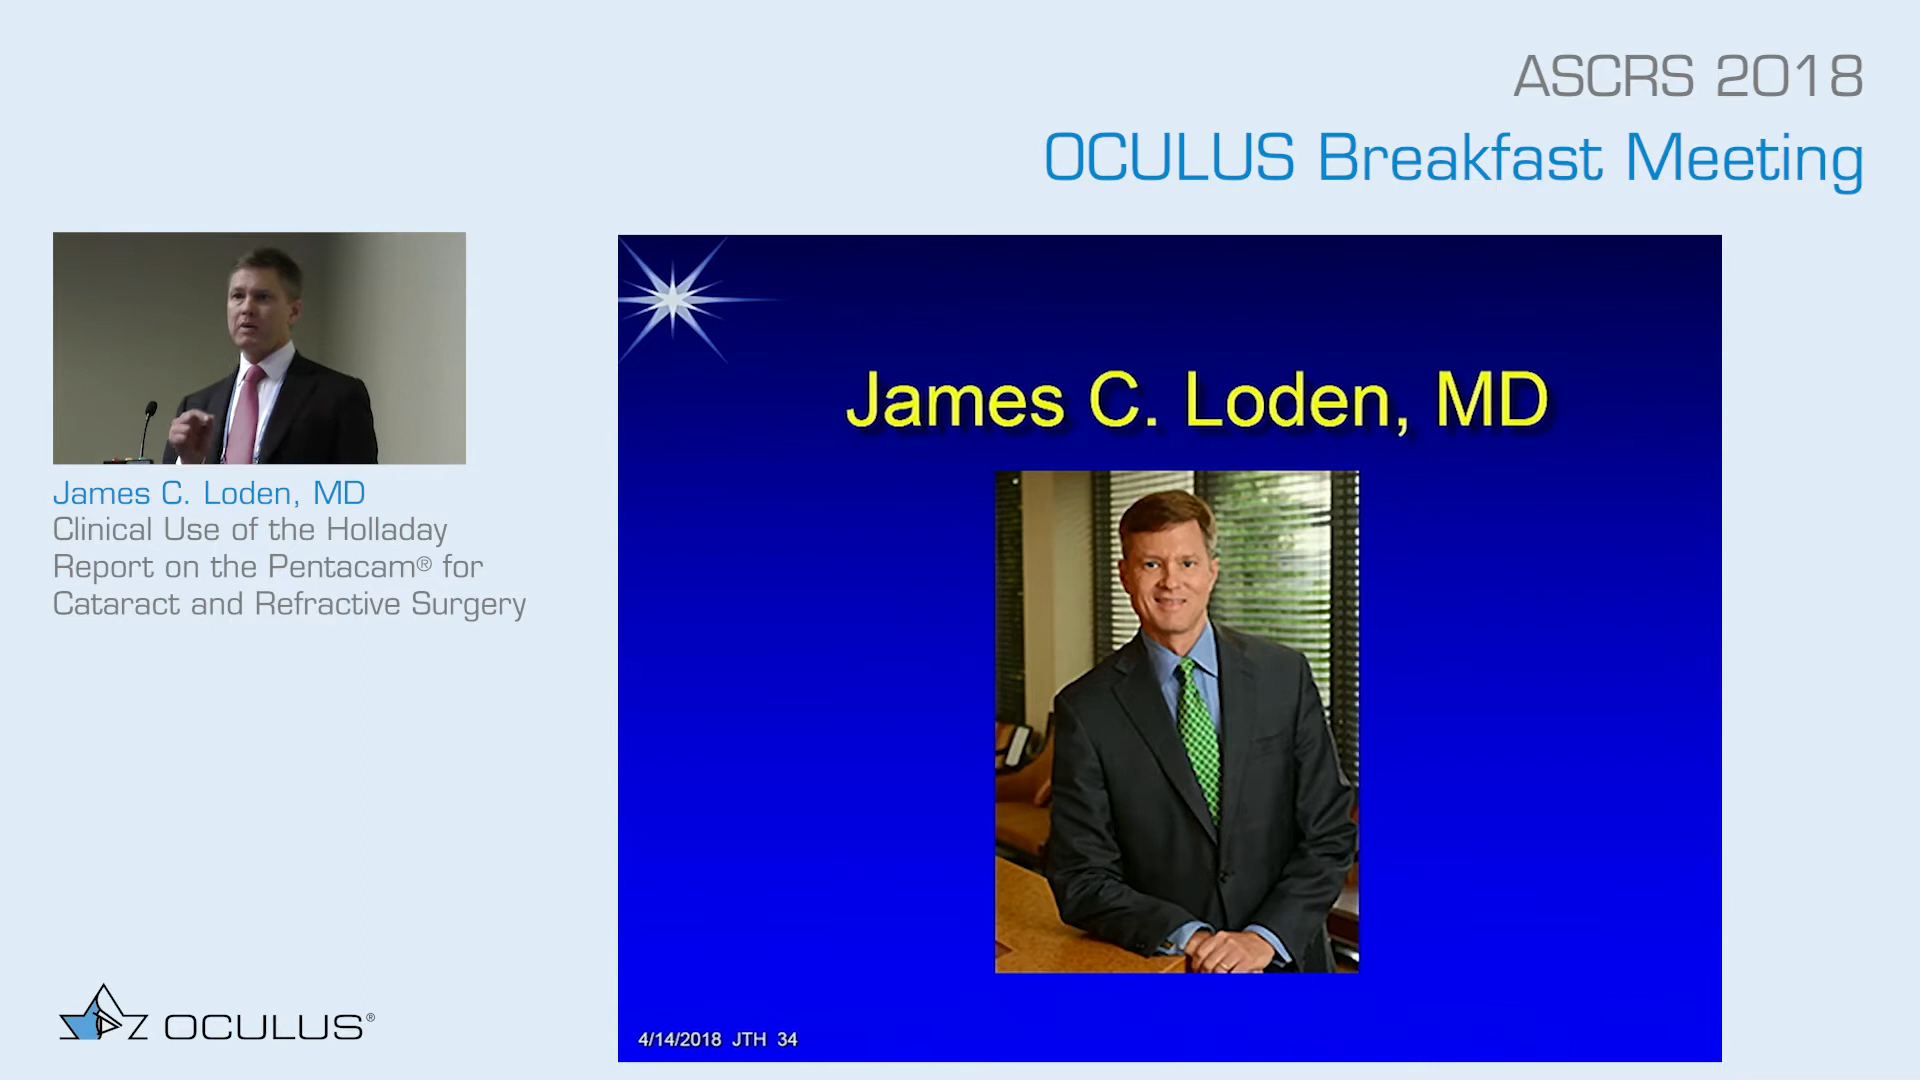 ASCRS 2018
OCULUS Breakfast Meeting
James C. Loden, MD
Clinical Use of the Holladay
Report on the Pentacam® for
Cataract and Refractive Surgery
James C. Loden, MD
4/14/2018 JTH 34
OCULUS®